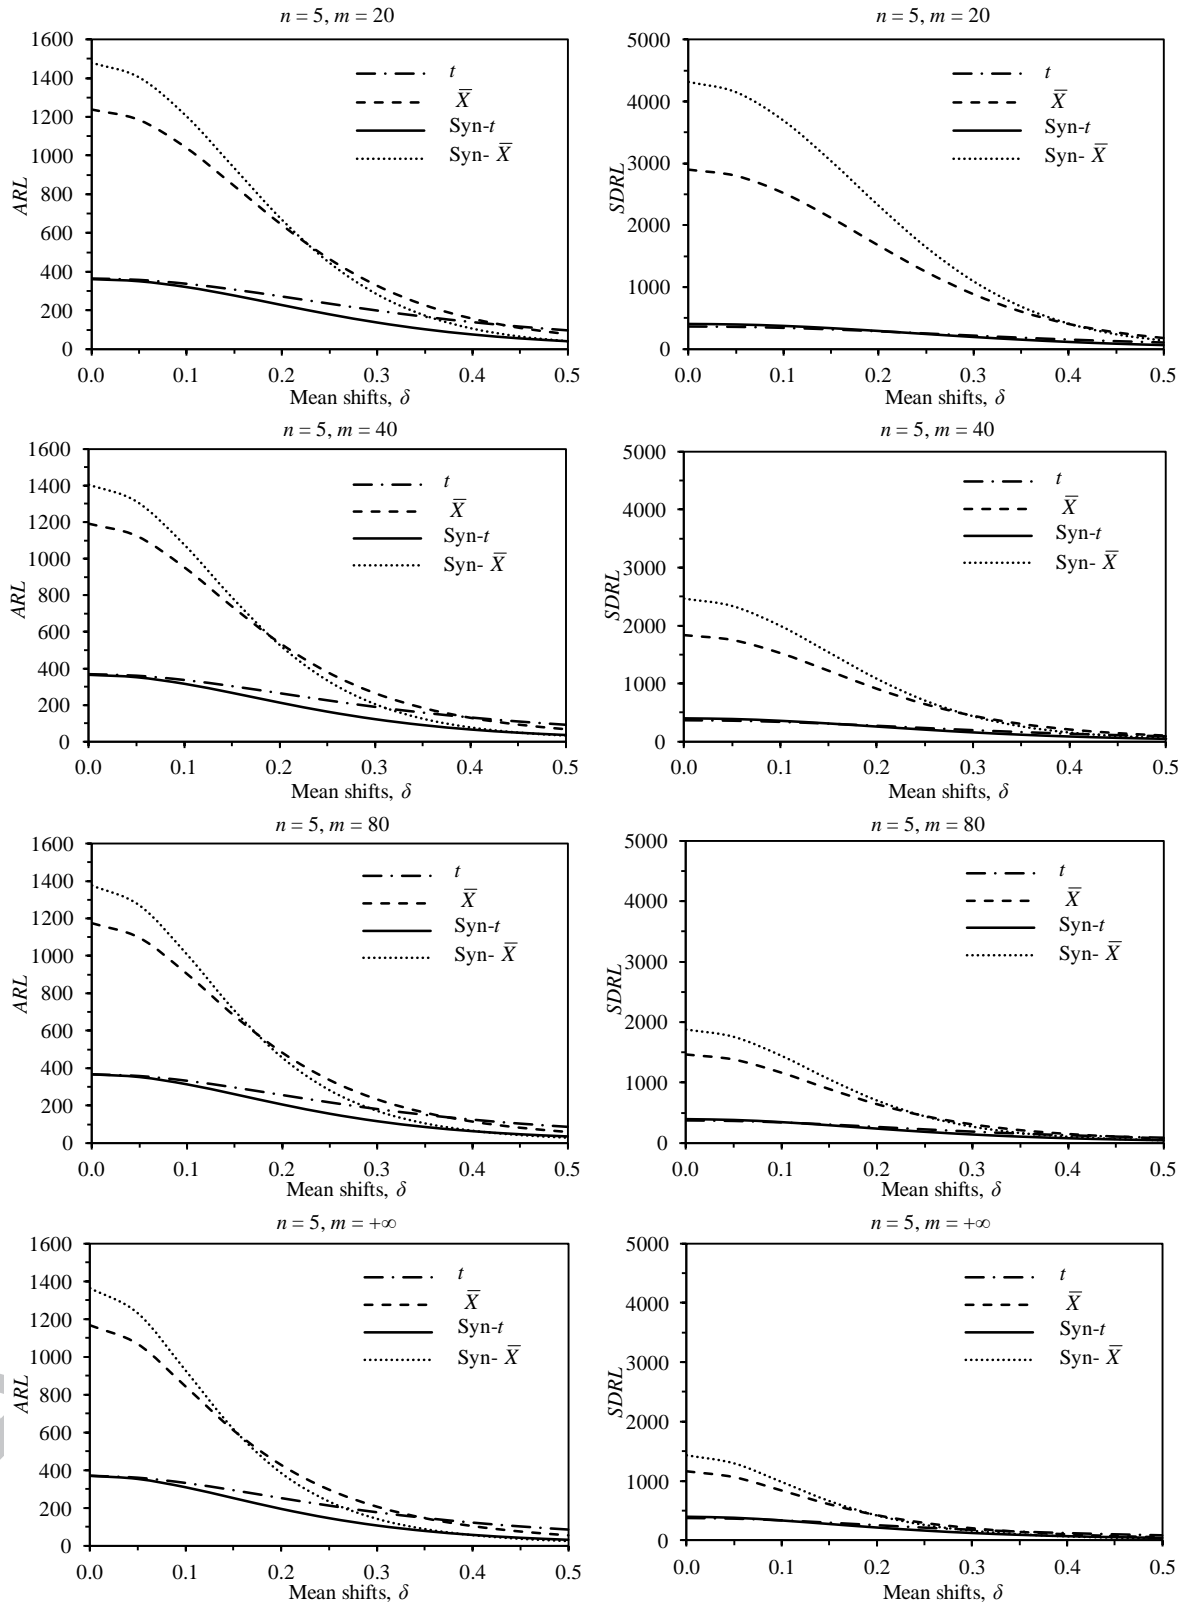 n = 5, m = 20
1600
1400
1200
1000
800
600
400
200
0
ARL
t
X̅
Syn-t
Syn- X̅
0.0 0.1 0.2 0.3 0.4 0.5
Mean shifts, δ
n = 5, m = 20
5000
4000
3000
2000
1000
0
SDRL
t
X̅
Syn-t
Syn- X̅
0.0 0.1 0.2 0.3 0.4 0.5
Mean shifts, δ
n = 5, m = 40
1600
1400
1200
1000
800
600
400
200
0
ARL
t
X̅
Syn-t
Syn- X̅
0.0 0.1 0.2 0.3 0.4 0.5
Mean shifts, δ
n = 5, m = 40
5000
4000
3000
2000
1000
0
SDRL
t
X̅
Syn-t
Syn- X̅
0.0 0.1 0.2 0.3 0.4 0.5
Mean shifts, δ
n = 5, m = 80
1600
1400
1200
1000
800
600
400
200
0
ARL
t
X̅
Syn-t
Syn- X̅
0.0 0.1 0.2 0.3 0.4 0.5
Mean shifts, δ
n = 5, m = 80
5000
4000
3000
2000
1000
0
SDRL
t
X̅
Syn-t
Syn- X̅
0.0 0.1 0.2 0.3 0.4 0.5
Mean shifts, δ
n = 5, m = +∞
1600
1400
1200
1000
800
600
400
200
0
ARL
t
X̅
Syn-t
Syn- X̅
0.0 0.1 0.2 0.3 0.4 0.5
Mean shifts, δ
n = 5, m = +∞
5000
4000
3000
2000
1000
0
SDRL
t
X̅
Syn-t
Syn- X̅
0.0 0.1 0.2 0.3 0.4 0.5
Mean shifts, δ